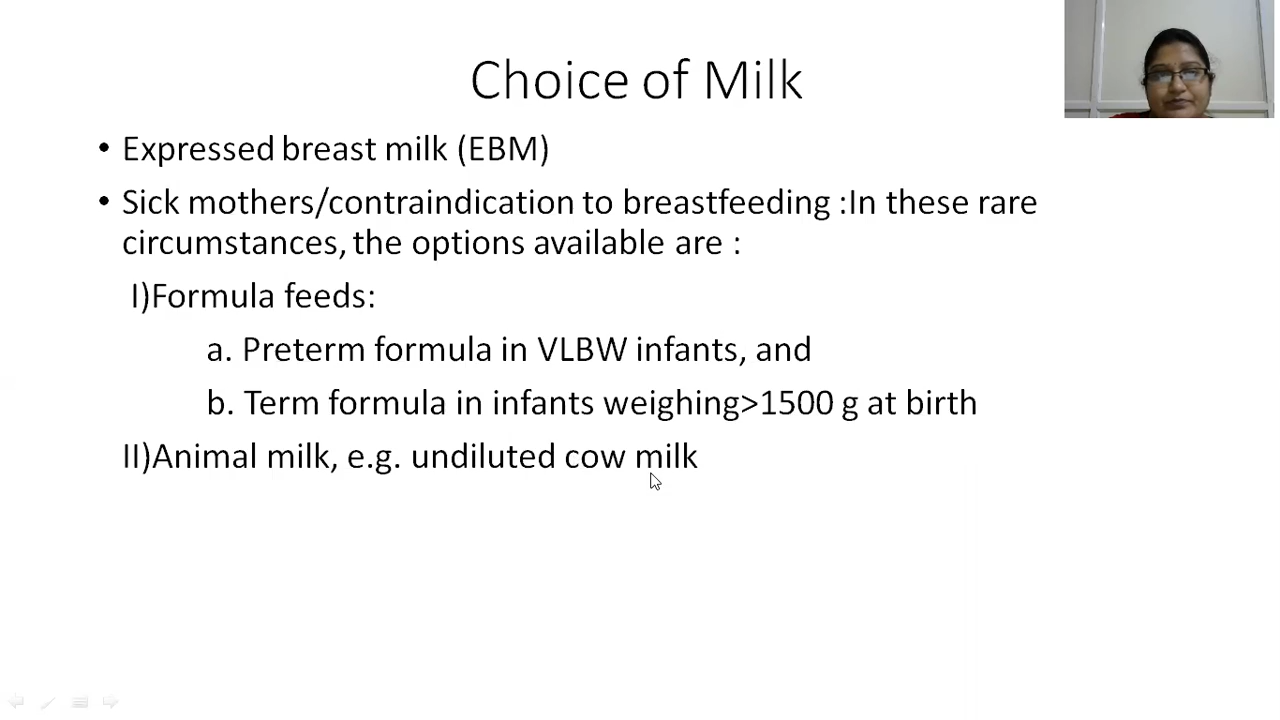 Choice of Milk
• Expressed breast milk (EBM)
• Sick mothers/contraindication to breastfeeding :In these rare
circumstances, the options available are :
I)Formula feeds:
a. Preterm formula in VLBW infants, and
b. Term formula in infants weighing>1500 g at birth
II)Animal milk, e.g. undiluted cow milk